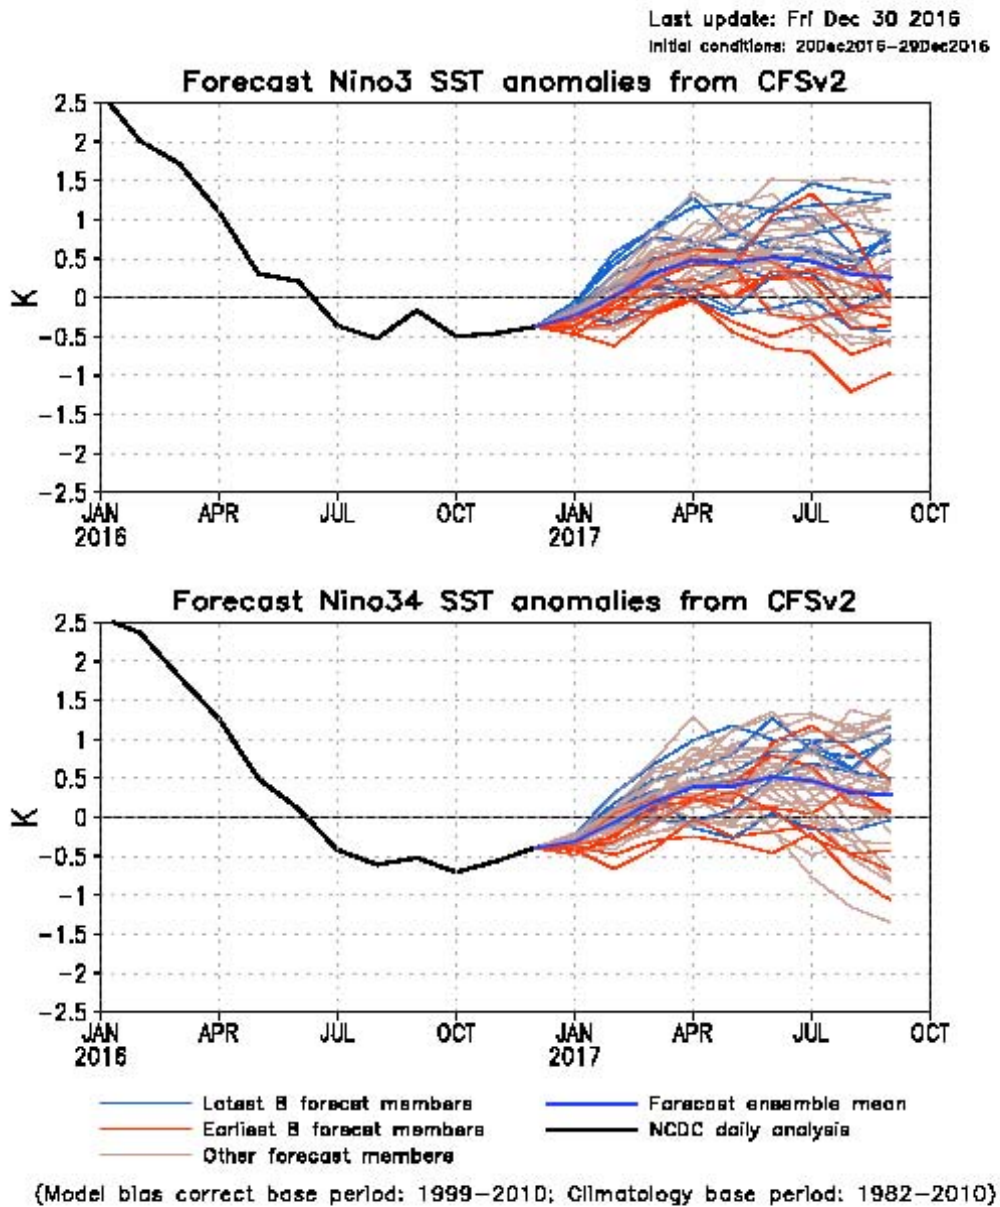 Last update: Fri Dec 30 2016
Initial conditions: 20Dec2016-29Dec2016
Forecast Nino3 SST anomalies from CFSv2
2.5
2
1.5
1
0.5
0
-0.5
-1
-1.5
-2
-2.5
K
JAN APR JUL OCT JAN APR JUL OCT
2016 2017
Forecast Nino34 SST anomalies from CFSv2
2.5
2
1.5
1
0.5
0
-0.5
-1
-1.5
-2
-2.5
K
JAN APR JUL OCT JAN APR JUL OCT
2016 2017
Latest 8 forecast members Forecast ensemble mean
Earliest 8 forecast members NCDC daily analysis
Other forecast members
(Model bias correct base period: 1999-2010; Climatology base period: 1982-2010)